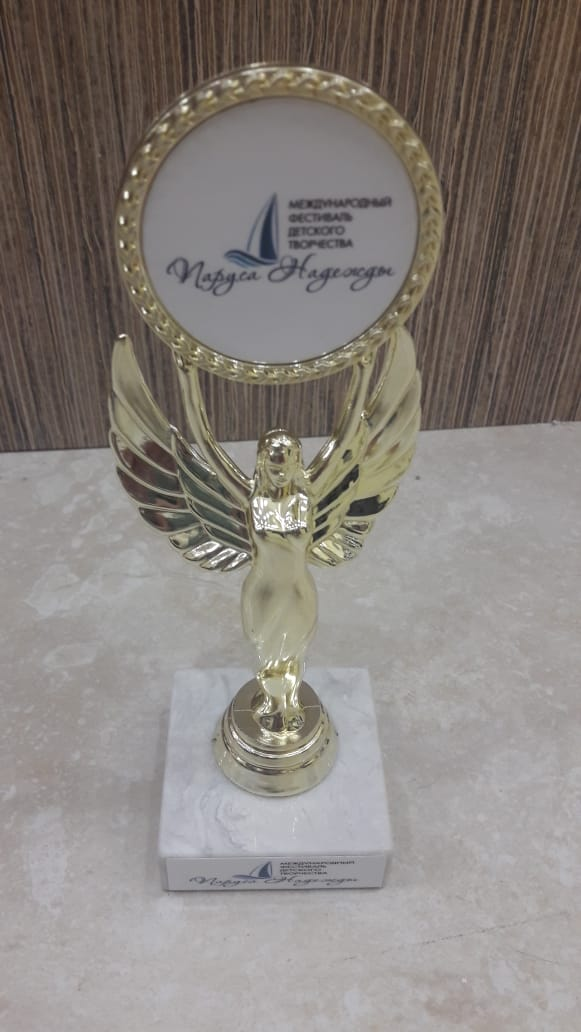 МЕЖДУНАРОДНЫЙ
ФЕСТИВАЛЬ
ДЕТСКОГО
ТВОРЧЕСТВА
Паруса Надежды
МЕЖДУНАРОДНЫЙ
ФЕСТИВАЛЬ
ДЕТСКОГО
ТВОРЧЕСТВА
Паруса Надежды